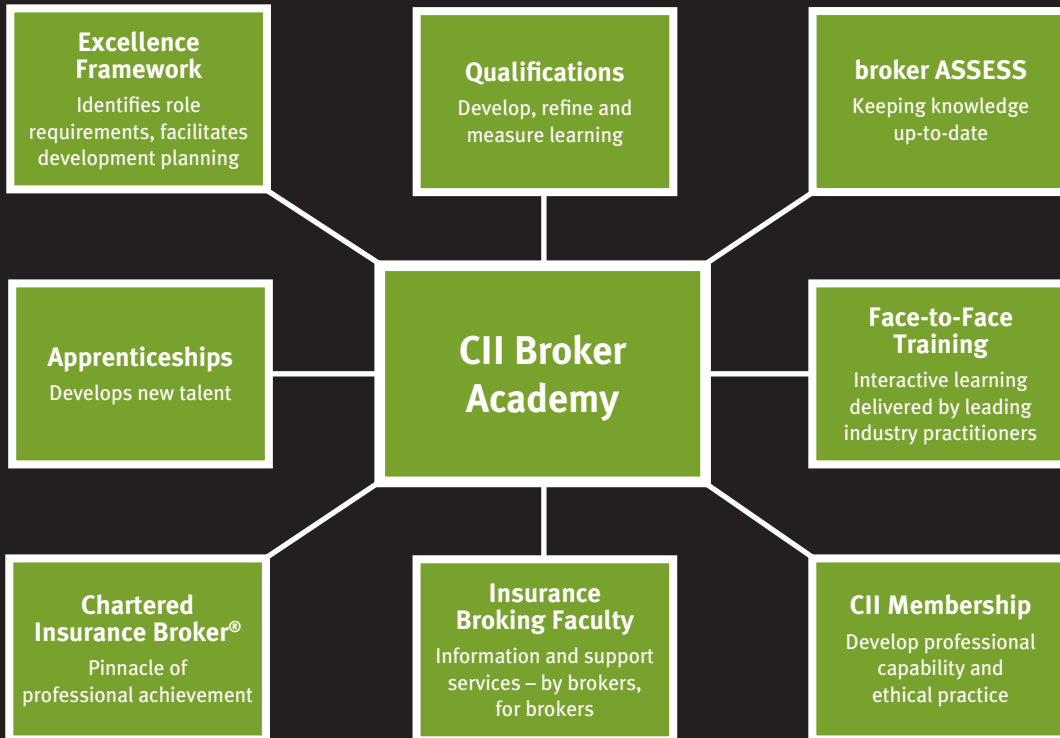 Excellence
Framework
Identifies role
requirements, facilitates
development planning
Qualifications
Develop, refine and
measure learning
broker ASSESS
Keeping knowledge
up-to-date
Apprenticeships
Develops new talent
CII Broker
Academy
Face-to-Face
Training
Interactive learning
delivered by leading
industry practitioners
Chartered
Insurance Broker®
Pinnacle of
professional achievement
Insurance
Broking Faculty
Information and support
services – by brokers,
for brokers
CII Membership
Develop professional
capability and
ethical practice